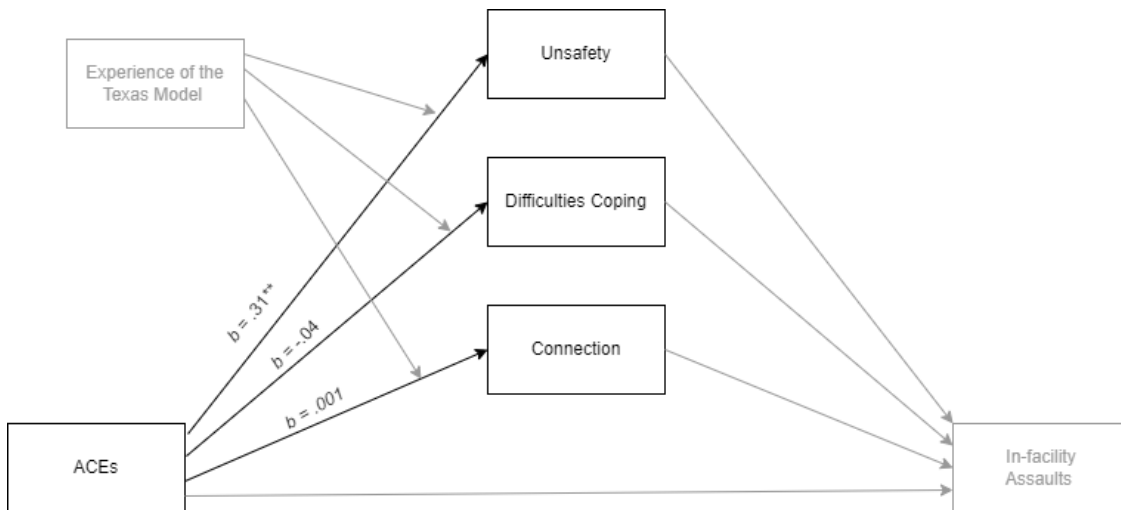 Unsafety
Experience of the
Texas Model
Difficulties Coping
b = .31**
b = -.04
Connection
b = .001
ACEs
In-facility
Assaults